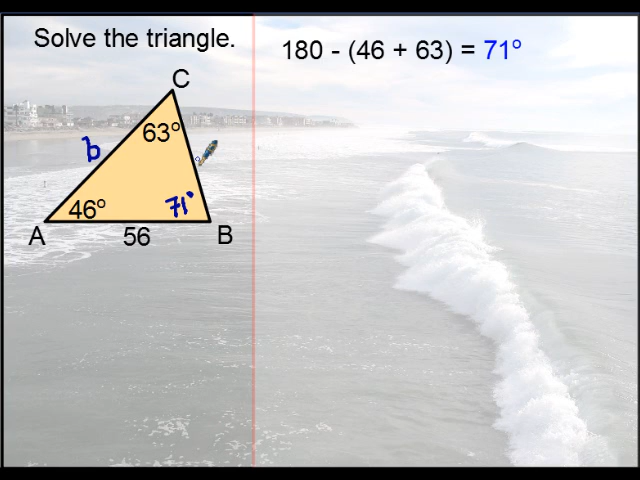 Solve the triangle.
180 - (46 + 63) = 71°
C
63°
b
46°
71°
A
56
B